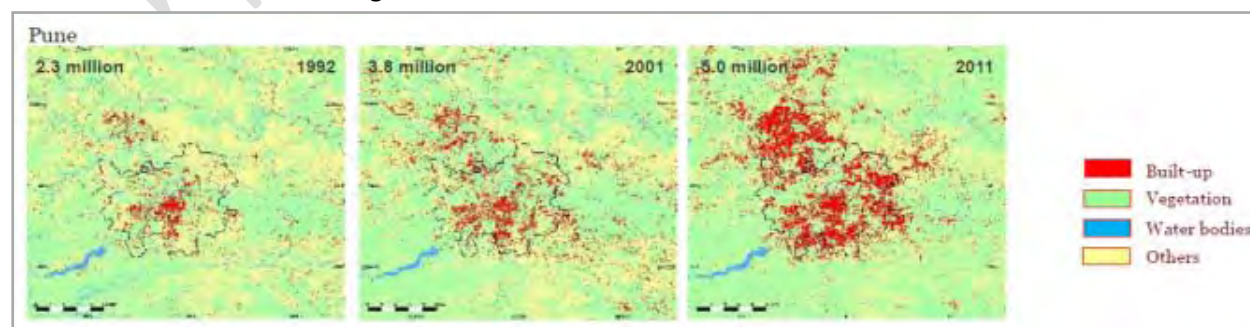 Pune
2.3 million 1992
3.8 million 2001
5.0 million 2011
Built-up
Vegetation
Water bodies
Others